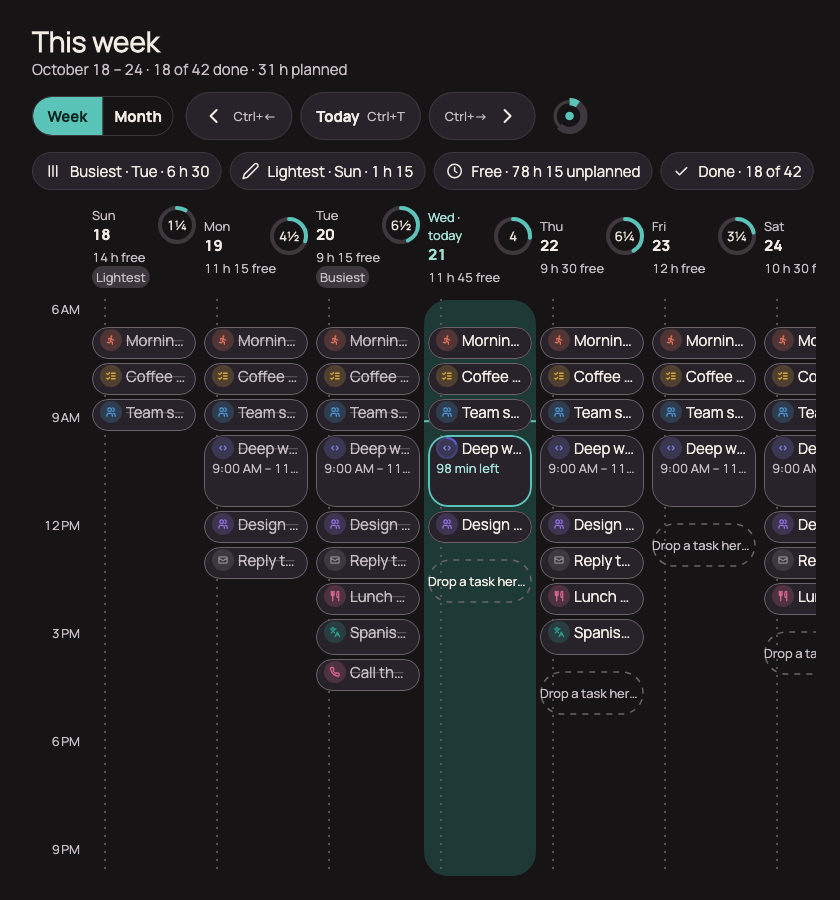 This week
October 18 – 24 · 18 of 42 done · 31 h planned
Week Month Ctrl+← Today Ctrl+T Ctrl+→
Busiest · Tue · 6 h 30 Lightest · Sun · 1 h 15 Free · 78 h 15 unplanned Done · 18 of 42
Sun
18
1¼
14 h free
Lightest
Mon
19
4½
11 h 15 free
Tue
20
6½
9 h 15 free
Busiest
Wed ·
today
21
4
11 h 45 free
Thu
22
6¼
9 h 30 free
Fri
23
3¼
12 h free
Sat
24
10 h 30 f
6 AM
Mornin... Mornin... Mornin... Mornin... Mornin... Mornin... Mo
Coffee ... Coffee ... Coffee ... Coffee ... Coffee ... Coffee ... Co
9 AM Team s... Team s... Team s... Team s... Team s... Team s... Tea
Deep w... Deep w... Deep w... Deep w... Deep w... De
9:00 AM – 11... 9:00 AM – 11... 98 min left 9:00 AM – 11... 9:00 AM – 11... 9:00 AM
12 PM Design ... Design ... Design ... Design ... De
Drop a task her...
Reply t... Reply t... Reply t... Re
Drop a task her...
Lunch ... Lunch ... Lu
3 PM Spanis... Spanis...
Drop a ta
Call th...
Drop a task her...
6 PM
9 PM